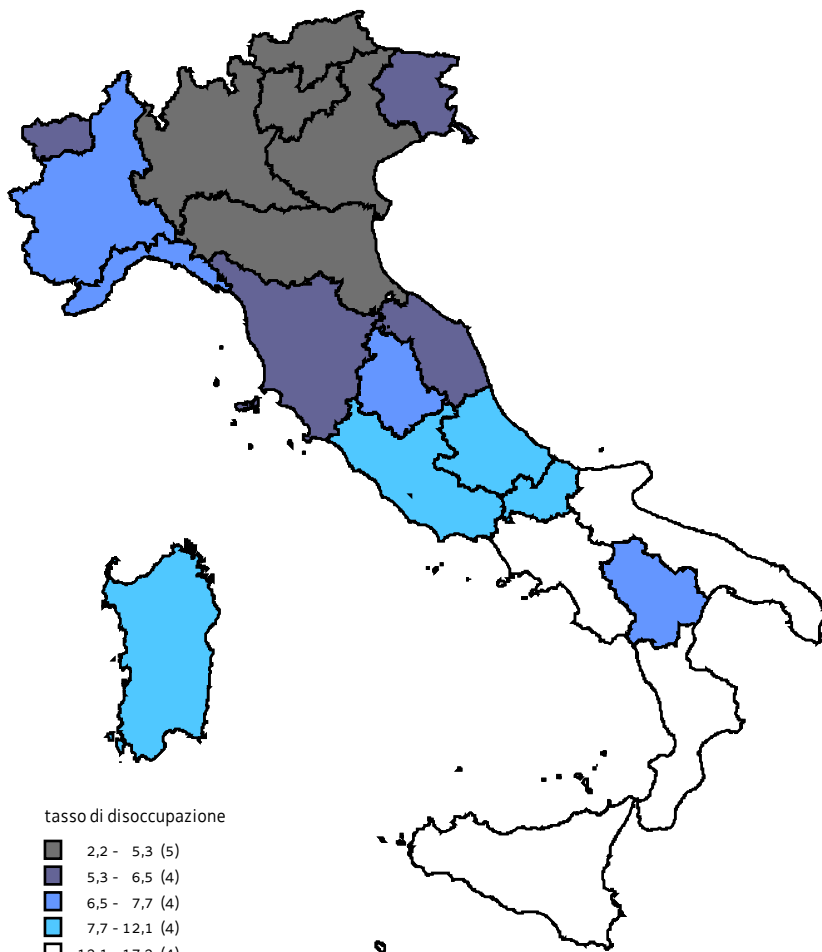 tasso di disoccupazione
2,2 - 5,3 (5)
5,3 - 6,5 (4)
6,5 - 7,7 (4)
7,7 - 12,1 (4)